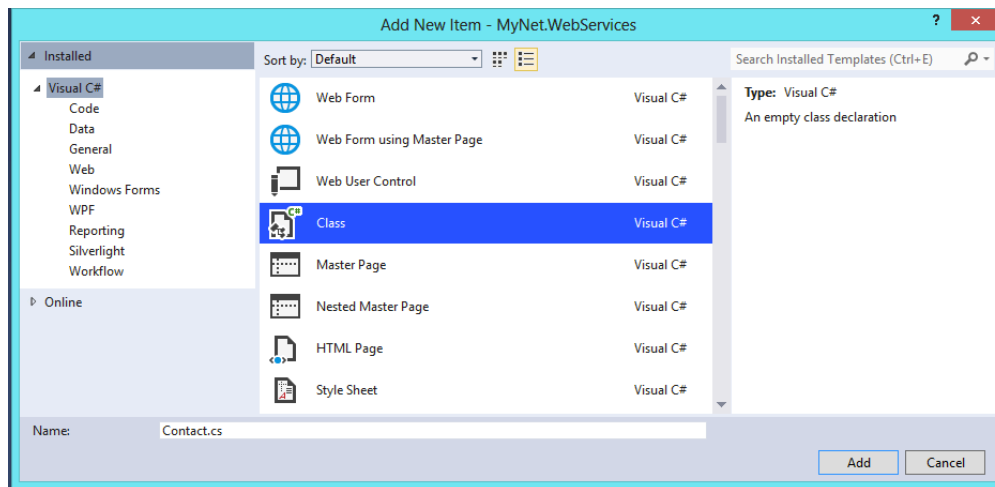 Add New Item - MyNet.WebServices
? ×
Installed
Sort by: Default
Search Installed Templates (Ctrl+E)
Visual C#
Code
Data
General
Web
Windows Forms
WPF
Reporting
Silverlight
Workflow
Online
Web Form Visual C#
Web Form using Master Page Visual C#
Web User Control Visual C#
C# Class Visual C#
Master Page Visual C#
Nested Master Page Visual C#
HTML Page Visual C#
Style Sheet Visual C#
Type: Visual C#
An empty class declaration
Name: Contact.cs
Add Cancel